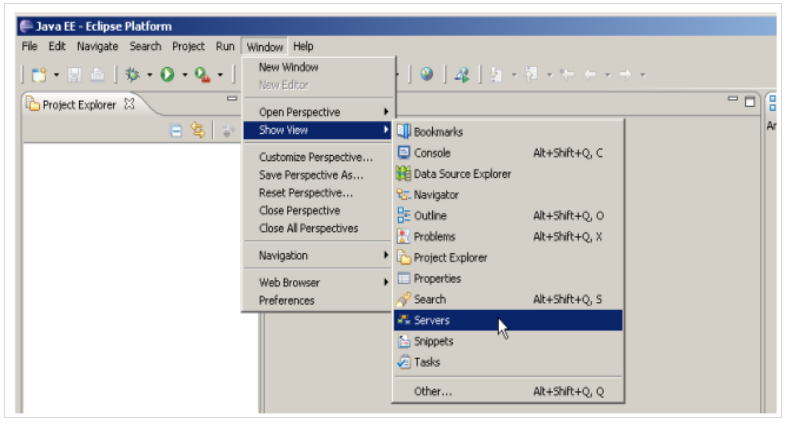 Java EE - Eclipse Platform
File Edit Navigate Search Project Run Window Help
New Window
New Editor
Project Explorer
Open Perspective
Show View
Customize Perspective...
Save Perspective As...
Reset Perspective...
Close Perspective
Close All Perspectives
Navigation
Web Browser
Preferences
Bookmarks
Console Alt+Shift+Q, C
Data Source Explorer
Navigator
Outline Alt+Shift+Q, O
Problems Alt+Shift+Q, X
Project Explorer
Properties
Search Alt+Shift+Q, S
Servers
Snippets
Tasks
Other... Alt+Shift+Q, Q